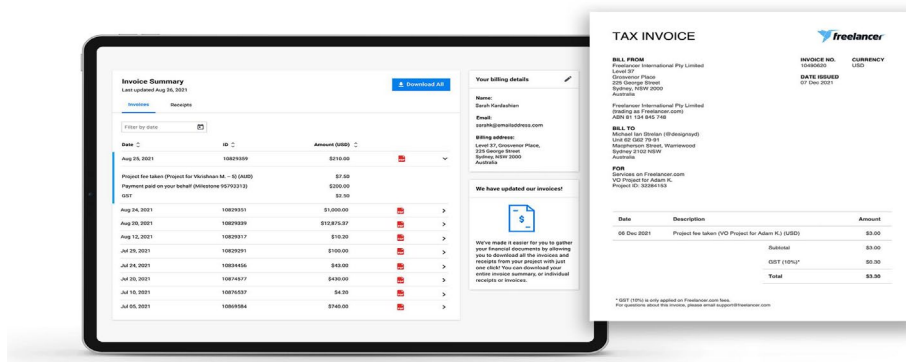 Invoice Summary
Last updated Aug 26, 2021
Download All
Invoices Receipts
Filter by date
Date ID Amount (USD)
Aug 25, 2021 10829359 $210.00
Project fee taken (Project for Vkrishnan M. – 5) (AUD) $7.50
Payment paid on your behalf (Milestone 95793213) $200.00
GST $2.50
Aug 24, 2021 10829351 $1,000.00
Aug 20, 2021 10829339 $12,875.37
Aug 12, 2021 10829317 $10.20
Jul 29, 2021 10829291 $100.00
Jul 24, 2021 10834456 $43.00
Jul 20, 2021 10874577 $430.00
Jul 10, 2021 10876537 $4.20
Jul 05, 2021 10869584 $740.00
Your billing details
Name:
Sarah Kardashian
Email:
sarahk@emailaddress.com
Billing address:
Level 37, Grosvenor Place,
225 George Street
Sydney, NSW 2000
Australia
We have updated our invoices!
$
We've made it easier for you to gather
your financial documents by allowing
you to download all the invoices and
receipts from your project with just
one click! You can download your
entire invoice summary, or individual
receipts or invoices.
TAX INVOICE
freelancer
BILL FROM
Freelancer International Pty Limited
Level 37
Grosvenor Place
225 George Street
Sydney, NSW 2000
Australia
Freelancer International Pty Limited
(trading as Freelancer.com)
ABN 81 134 845 748
INVOICE NO. CURRENCY
10490620 USD
DATE ISSUED
07 Dec 2021
BILL TO
Michael Ian Strelan (@designsyd)
Unit 62 G62 79-91
Macpherson Street, Warriewood
Sydney 2102 NSW
Australia
FOR
Services on Freelancer.com
VO Project for Adam K.
Project ID: 32284153
Date Description Amount
06 Dec 2021 Project fee taken (VO Project for Adam K.) (USD) $3.00
Subtotal $3.00
GST (10%)* $0.30
Total $3.30
* GST (10%) is only applied on Freelancer.com fees.
For questions about this invoice, please email support@freelancer.com